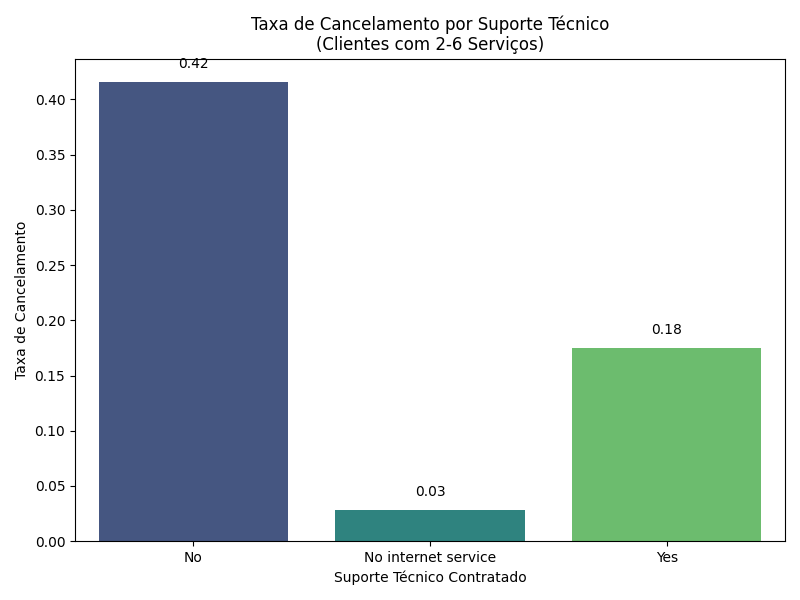 Taxa de Cancelamento por Suporte Técnico
(Clientes com 2-6 Serviços)
Taxa de Cancelamento
0.40
0.35
0.30
0.25
0.20
0.15
0.10
0.05
0.00
0.42
0.03
0.18
No
No internet service
Yes
Suporte Técnico Contratado